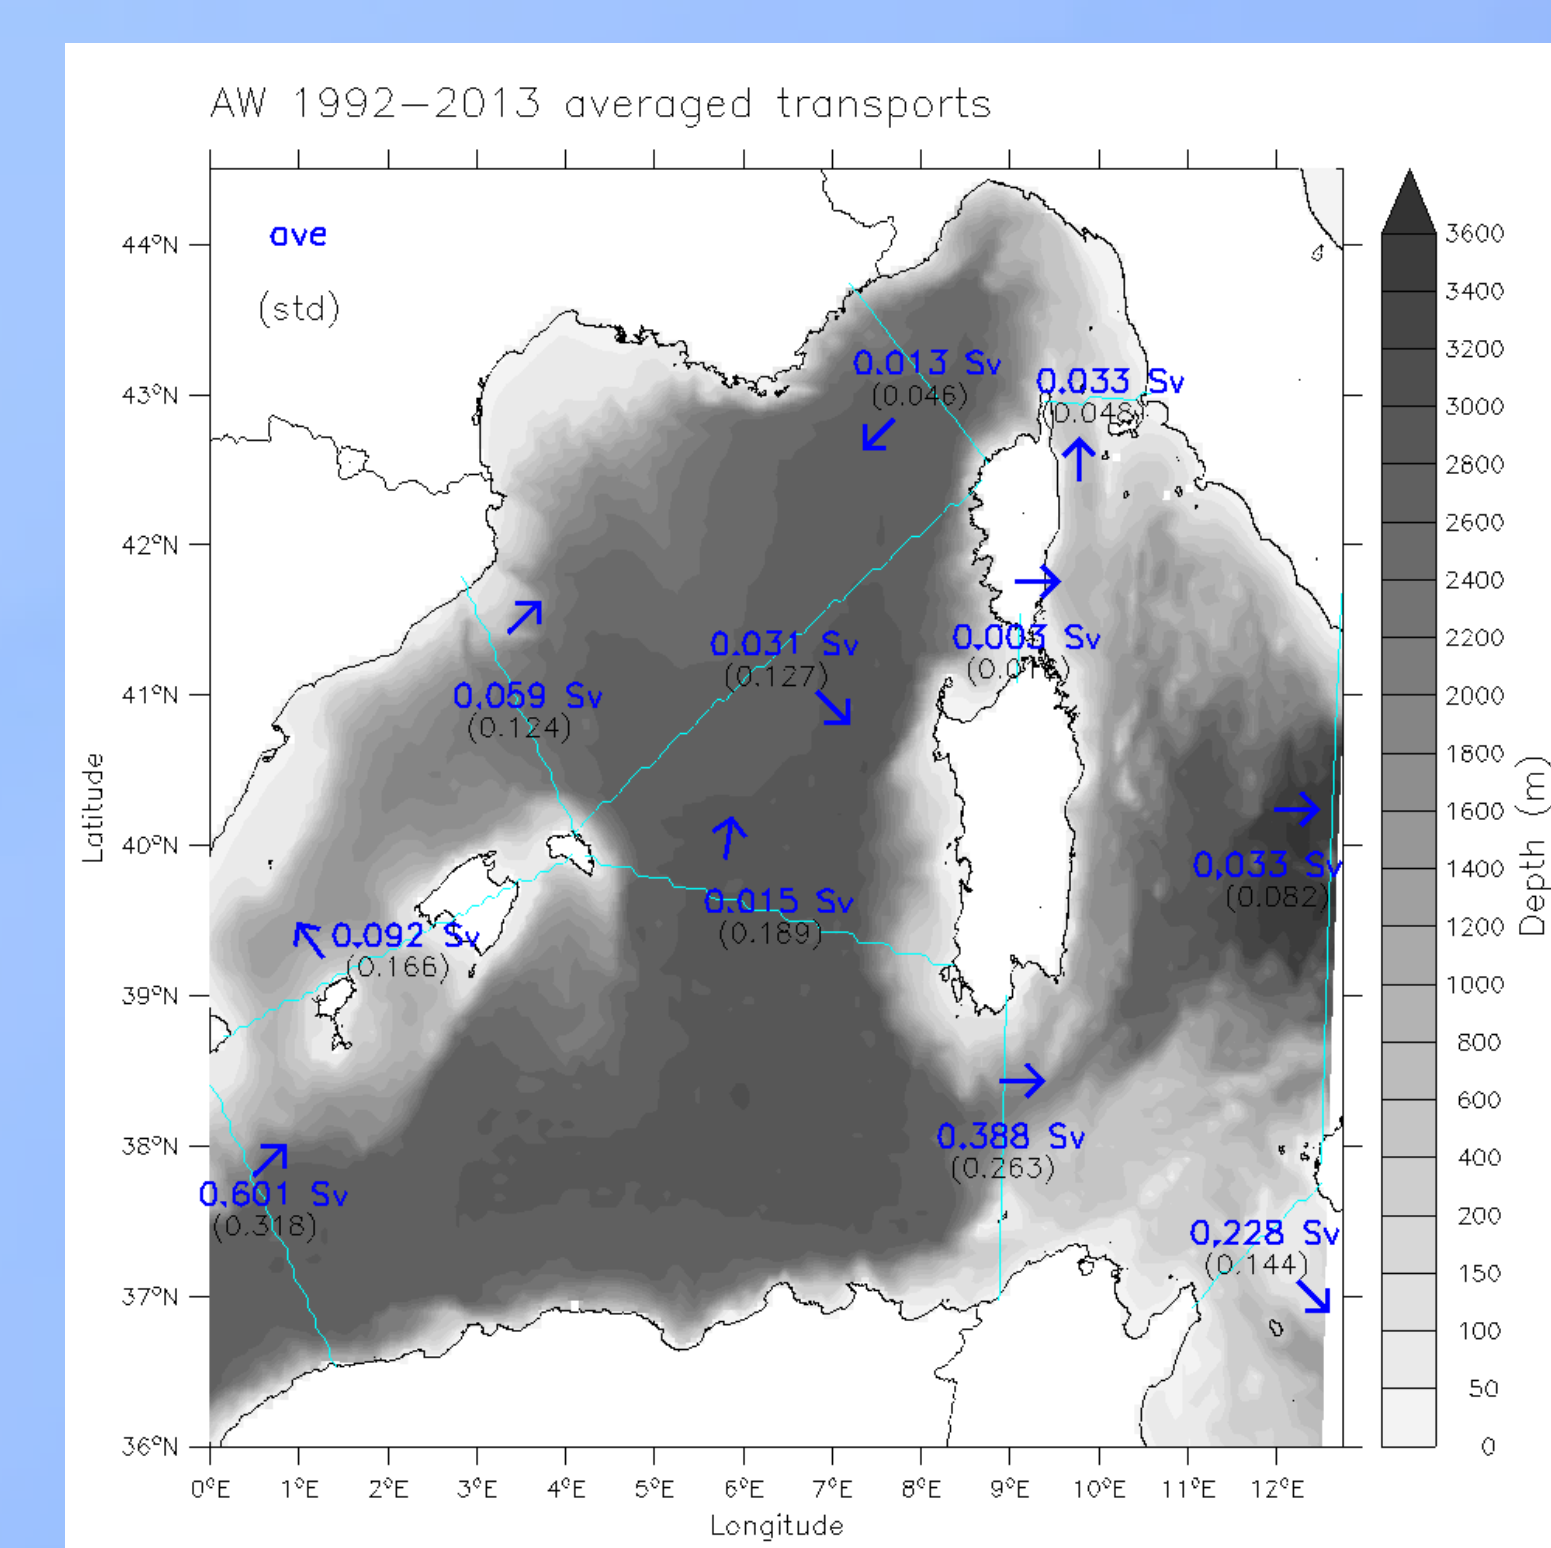 AW 1992-2013 averaged transports
ave
(std)
0.013 Sv
(0.046)
0.033 Sv
(0.048)
0.031 Sv
(0.127)
0.003 Sv
0.059 Sv
(0.124)
0.033 Sv
(0.082)
0.015 Sv
(0.189)
0.092 Sv
(0.166)
0.388 Sv
(0.263)
0.601 Sv
(0.318)
0.228 Sv
(0.144)
44°N
43°N
42°N
41°N
40°N
39°N
38°N
37°N
36°N
Latitude
0°E 1°E 2°E 3°E 4°E 5°E 6°E 7°E 8°E 9°E 10°E 11°E 12°E
Longitude
3600
3400
3200
3000
2800
2600
2400
2200
2000
1800
1600
1400
1200
1000
800
600
400
200
150
100
50
0
Depth (m)